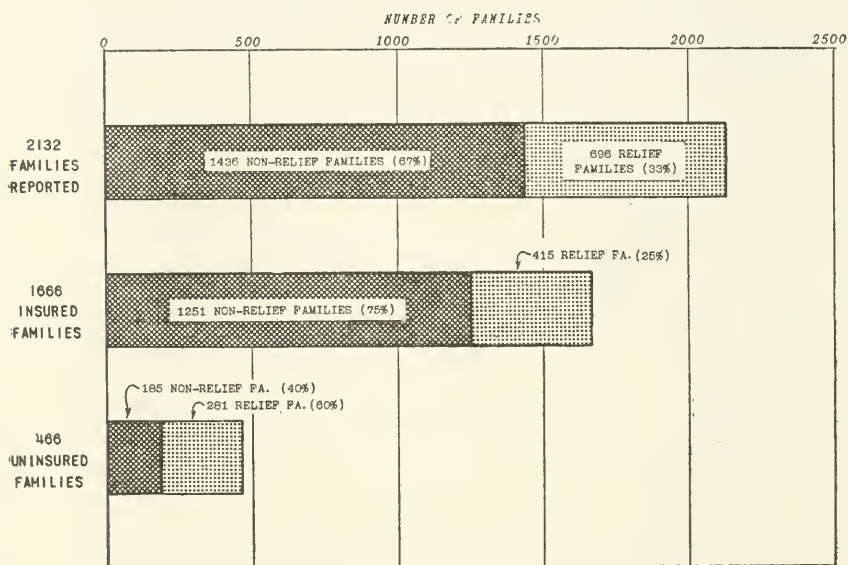 NUMBER OF FAMILIES
0 500 1000 1500 2000 2500
2132
FAMILIES
REPORTED
1436 NON-RELIEF FAMILIES (67%)
696 RELIEF
FAMILIES (33%)
415 RELIEF FA. (25%)
1666
INSURED
FAMILIES
1251 NON-RELIEF FAMILIES (75%)
185 NON-RELIEF FA. (40%)
281 RELIEF FA. (60%)
466
UNINSURED
FAMILIES